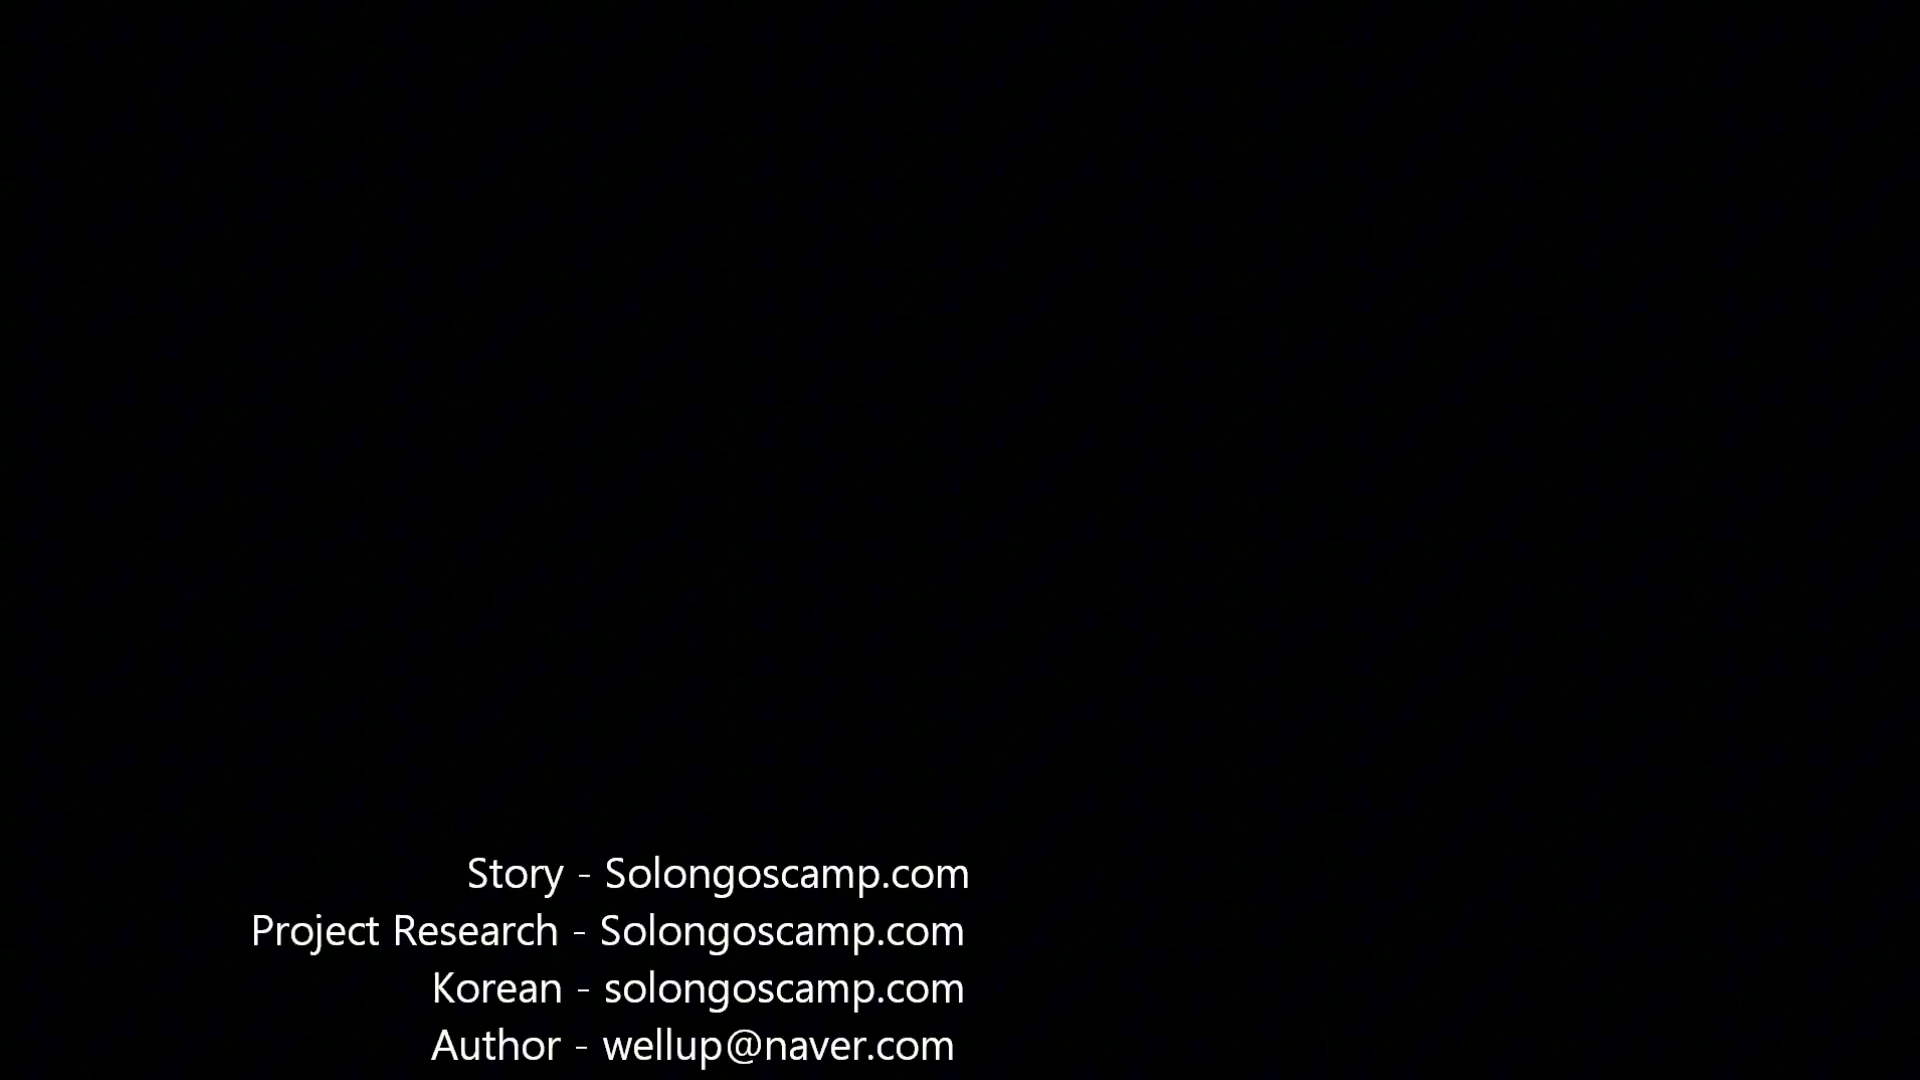 Story - Solongoscamp.com
Project Research - Solongoscamp.com
Korean - solongoscamp.com
Author - wellup@naver.com